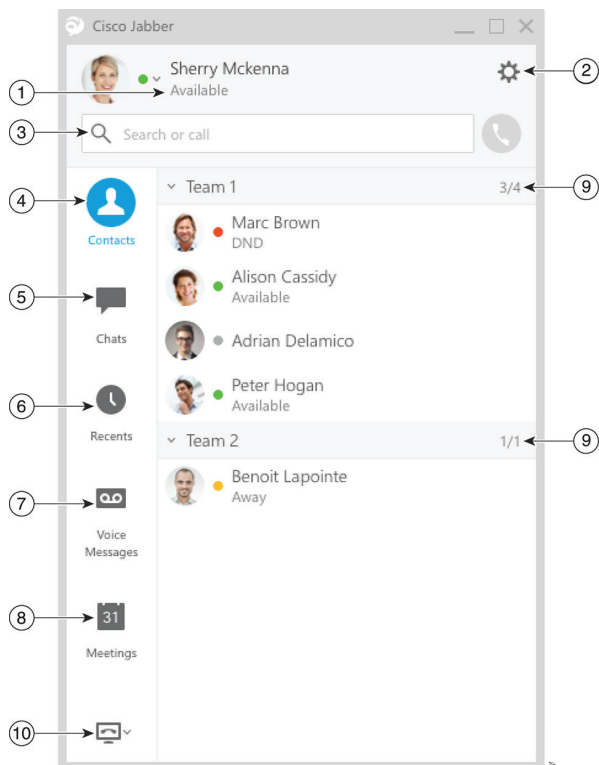 Cisco Jabber
Sherry Mckenna
2
Available
1
3
Search or call
4
Team 1
3/4
9
Marc Brown
DND
Contacts
Alison Cassidy
5
Available
Chats
Adrian Delamico
Peter Hogan
6
Available
Recents
Team 2
1/1
9
Benoit Lapointe
7
Away
Voice
Messages
8
31
Meetings
10